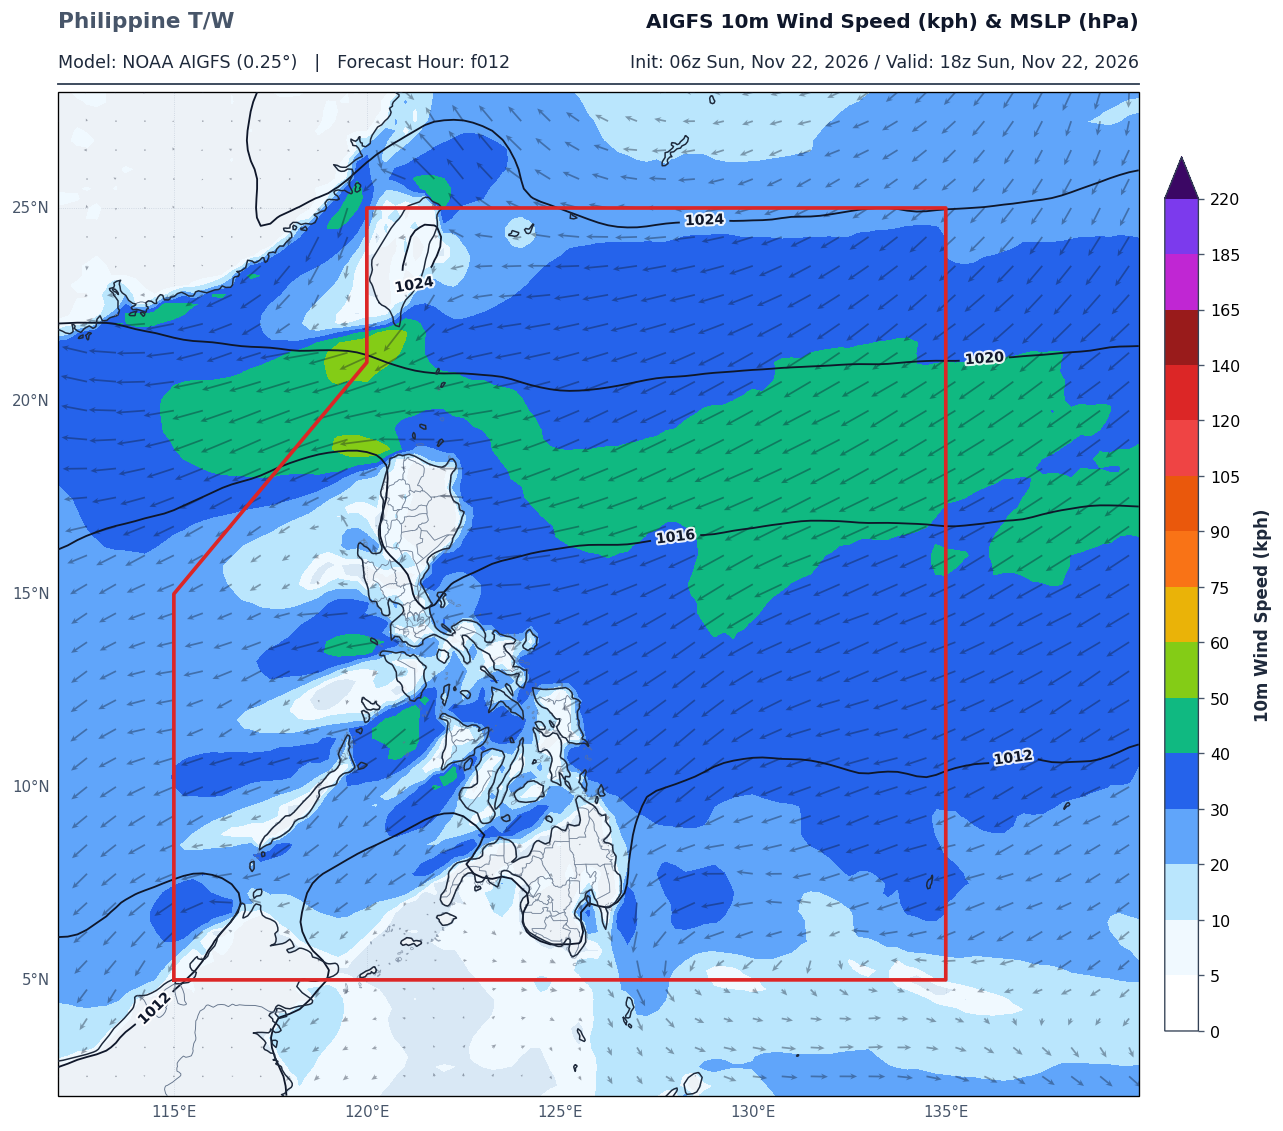 Philippine T/W
AIGFS 10m Wind Speed (kph) & MSLP (hPa)
Model: NOAA AIGFS (0.25°)   |   Forecast Hour: f012
Init: 06z Sun, Nov 22, 2026 / Valid: 18z Sun, Nov 22, 2026
25°N
20°N
15°N
10°N
5°N
1024
1024
1020
1016
1012
1012
115°E
120°E
125°E
130°E
135°E
220
185
165
140
120
105
90
75
60
50
40
30
20
10
5
0
10m Wind Speed (kph)